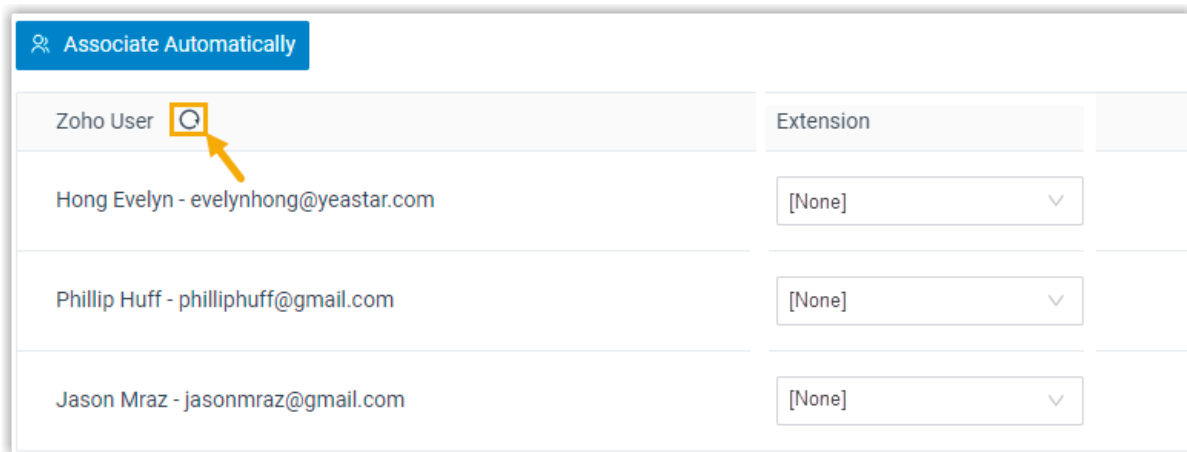 Associate Automatically
Zoho User Extension
Hong Evelyn - evelynhong@yeastar.com [None]
Phillip Huff - philliphuff@gmail.com [None]
Jason Mraz - jasonmraz@gmail.com [None]